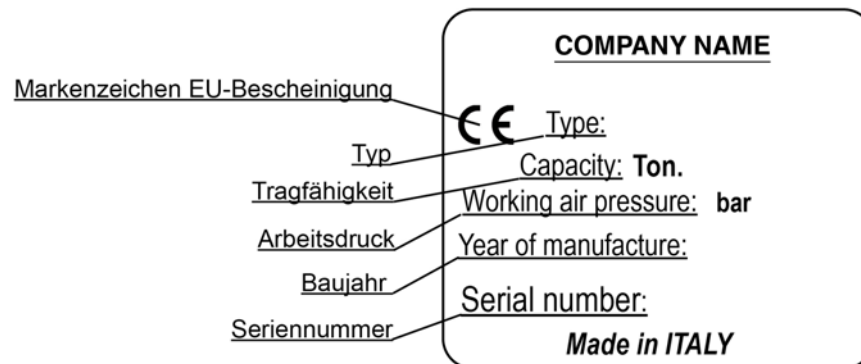 COMPANY NAME
Markenzeichen EU-Bescheinigung
CE Type:
Typ
Capacity: Ton.
Tragfähigkeit
Working air pressure: bar
Arbeitsdruck
Year of manufacture:
Baujahr
Serial number:
Seriennummer
Made in ITALY